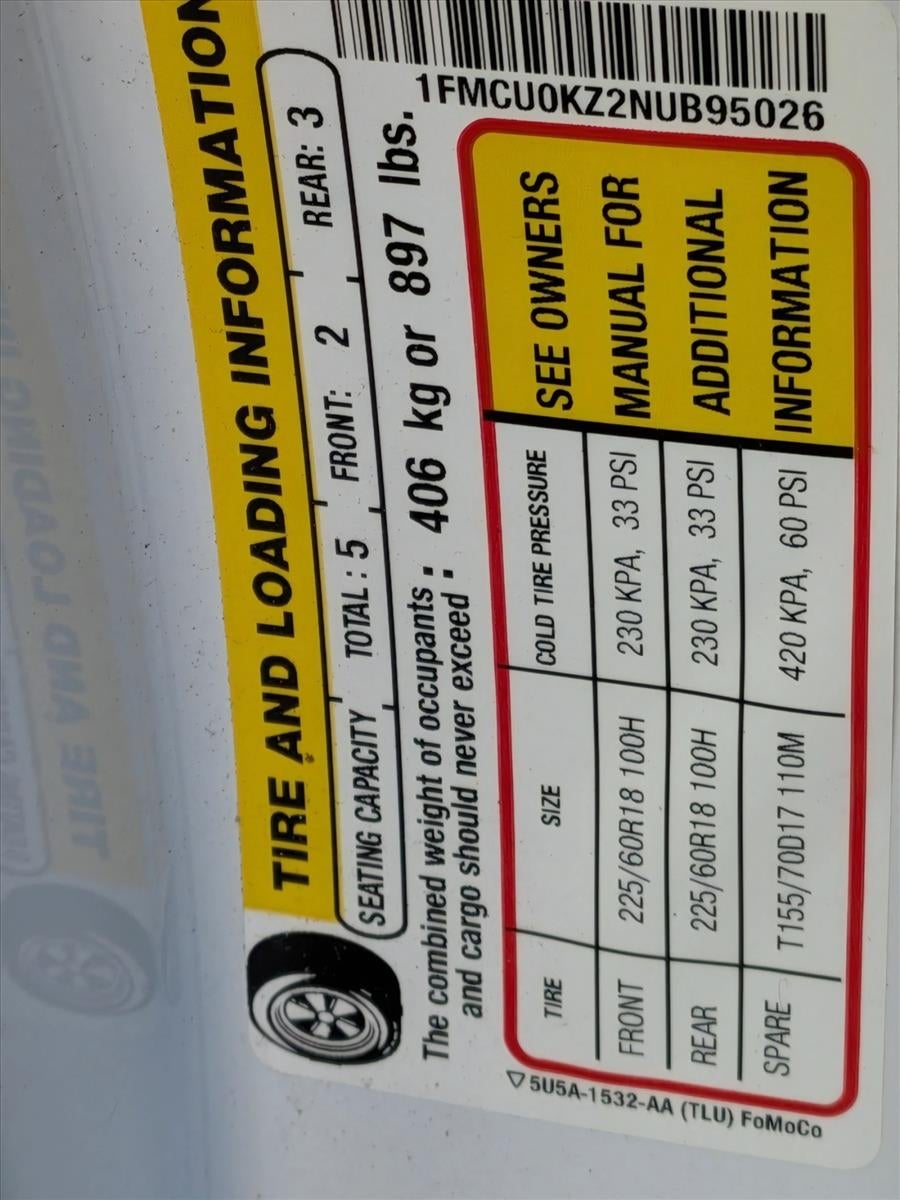 TIRE AND LOADING INFORMATION
SEATING CAPACITY TOTAL: 5 FRONT: 2 REAR: 3
The combined weight of occupants : 406 kg or 897 lbs.
and cargo should never exceed :
1FMCU0KZ2NUB95026
TIRE SIZE COLD TIRE PRESSURE
FRONT 225/60R18 100H 230 KPA, 33 PSI
REAR 225/60R18 100H 230 KPA, 33 PSI
SPARE T155/70D17 110M 420 KPA, 60 PSI
SEE OWNERS
MANUAL FOR
ADDITIONAL
INFORMATION
5U5A-1532-AA (TLU) FoMoCo